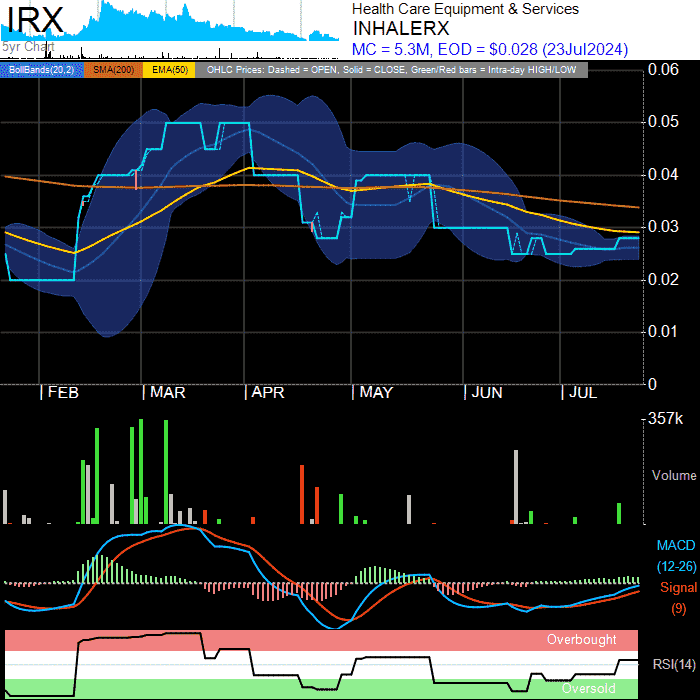 IRX
5yr Chart
Health Care Equipment & Services
INHALERX
MC = 5.3M, EOD = $0.028 (23Jul2024)
BollBands(20,2) SMA(200) EMA(50) OHLC Prices: Dashed = OPEN, Solid = CLOSE, Green/Red bars = Intra-day HIGH/LOW
0.06
0.05
0.04
0.03
0.02
0.01
0
| FEB | MAR | APR | MAY | JUN | JUL
357k
Volume
MACD
(12-26)
Signal
(9)
Overbought
RSI(14)
Oversold